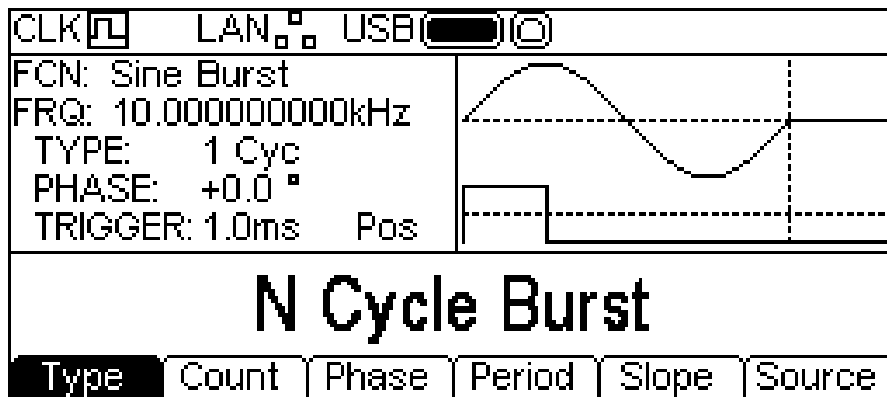 CLK LAN USB
FCN: Sine Burst
FRQ: 10.000000000kHz
TYPE: 1 Cyc
PHASE: +0.0 °
TRIGGER: 1.0ms Pos
N Cycle Burst
Type Count Phase Period Slope Source